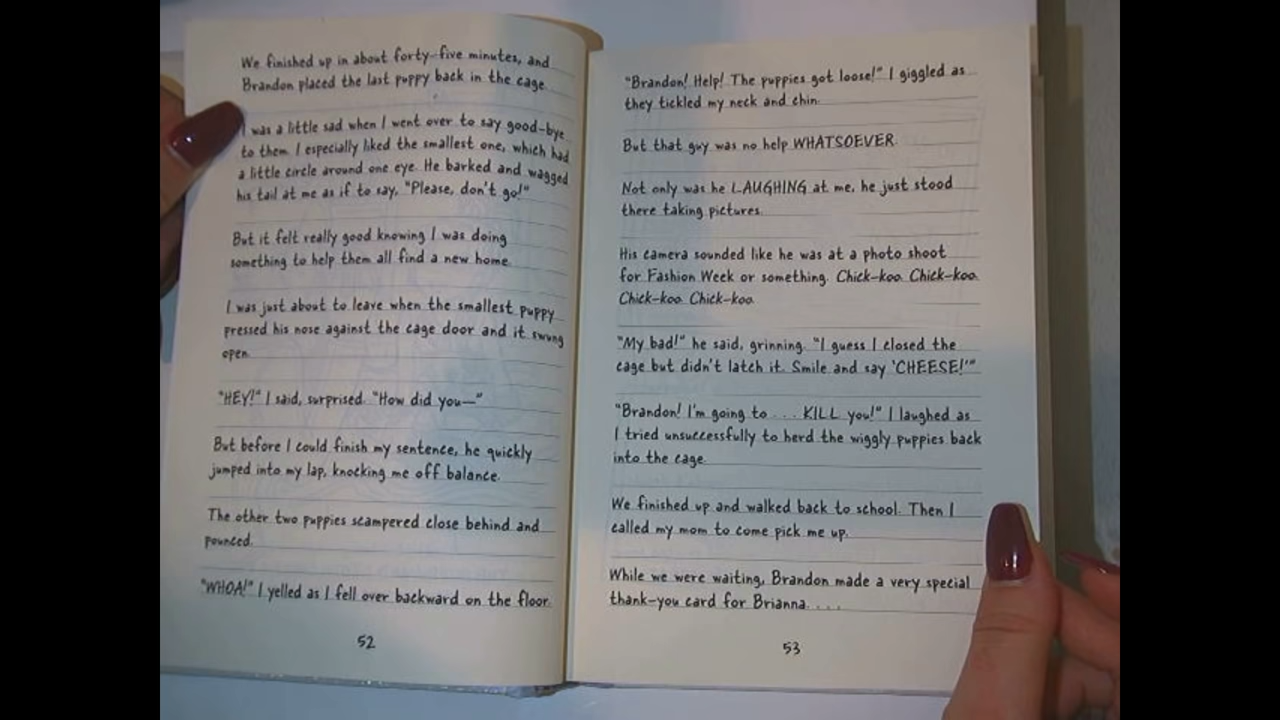 We finished up in about forty-five minutes, and
Brandon placed the last puppy back in the cage.
I was a little sad when I went over to say good-bye
to them. I especially liked the smallest one, which had
a little circle around one eye. He barked and wagged
his tail at me as if to say, "Please, don't go!"
But it felt really good knowing I was doing
something to help them all find a new home.
I was just about to leave when the smallest puppy
pressed his nose against the cage door and it swung
open.
"HEY!" I said, surprised. "How did you—"
But before I could finish my sentence, he quickly
jumped into my lap, knocking me off balance.
The other two puppies scampered close behind and
pounced.
"WHOA!" I yelled as I fell over backward on the floor.
52
"Brandon! Help! The puppies got loose!" I giggled as
they tickled my neck and chin.
But that guy was no help WHATSOEVER.
Not only was he LAUGHING at me, he just stood
there taking pictures.
His camera sounded like he was at a photo shoot
for Fashion Week or something. Chick-koo. Chick-koo.
Chick-koo. Chick-koo.
"My bad!" he said, grinning. "I guess I closed the
cage but didn't latch it. Smile and say 'CHEESE!'"
"Brandon! I'm going to . . . KILL you!" I laughed as
I tried unsuccessfully to herd the wiggly puppies back
into the cage.
We finished up and walked back to school. Then I
called my mom to come pick me up.
While we were waiting, Brandon made a very special
thank-you card for Brianna. . . .
53